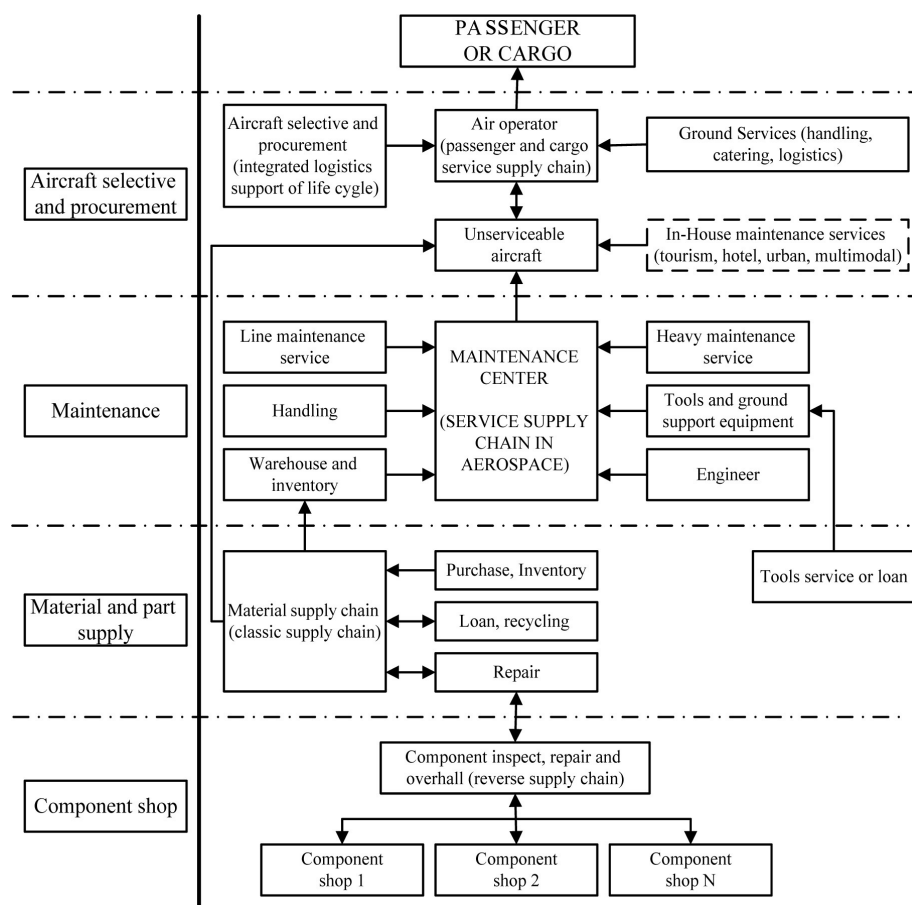 PASSENGER
OR CARGO
Aircraft selective
and procurement
Aircraft selective and
procurement
(integrated logistics
support of life cycle)
Air operator
(passenger and cargo
service supply chain)
Ground Services (handling,
catering, logistics)
Unserviceable
aircraft
In-House maintenance services
(tourism, hotel, urban, multimodal)
Maintenance
Line maintenance
service
Handling
Warehouse and
inventory
MAINTENANCE
CENTER
(SERVICE SUPPLY
CHAIN IN
AEROSPACE)
Heavy maintenance
service
Tools and ground
support equipment
Engineer
Material and part
supply
Material supply chain
(classic supply chain)
Purchase, Inventory
Loan, recycling
Repair
Tools service or loan
Component shop
Component inspect, repair and
overhall (reverse supply chain)
Component
shop 1
Component
shop 2
Component
shop N